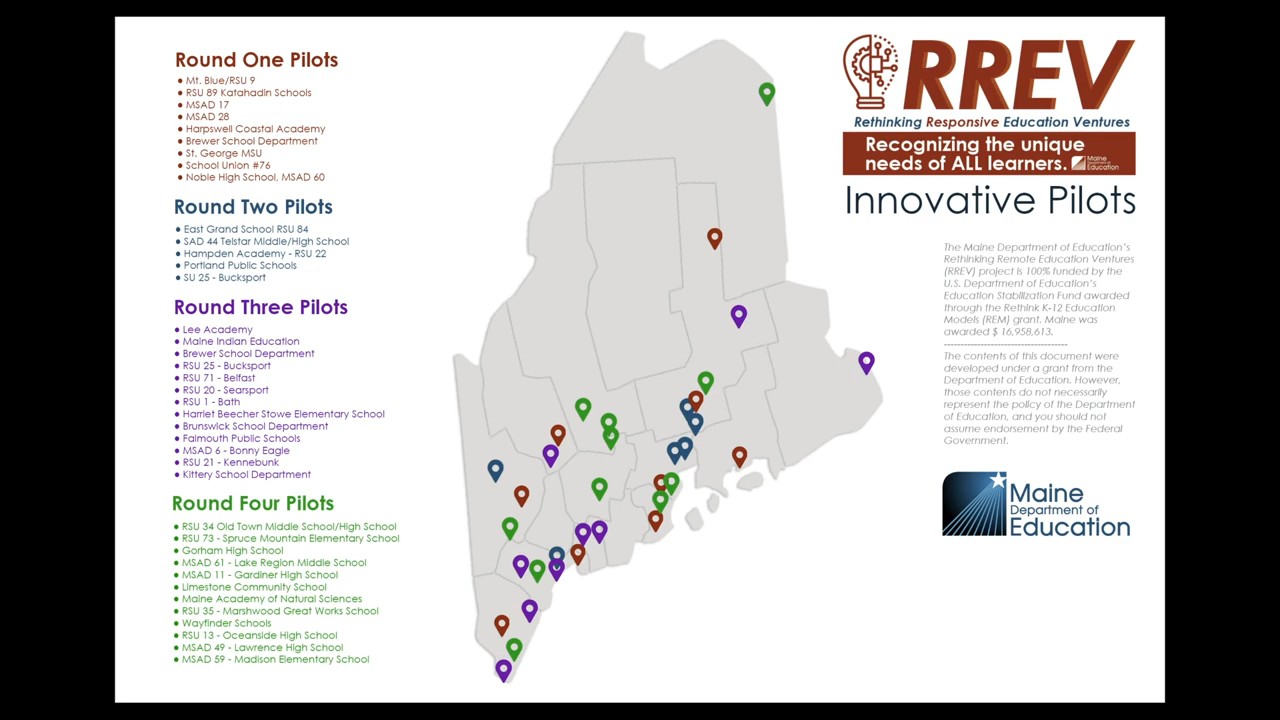 Round One Pilots
● Mt. Blue/RSU 9
● RSU 89 Katahadin Schools
● MSAD 17
● MSAD 28
● Harpswell Coastal Academy
● Brewer School Department
● St. George MSU
● School Union #76
● Noble High School, MSAD 60
Round Two Pilots
● East Grand School RSU 84
● SAD 44 Telstar Middle/High School
● Hampden Academy - RSU 22
● Portland Public Schools
● SU 25 - Bucksport
Round Three Pilots
● Lee Academy
● Maine Indian Education
● Brewer School Department
● RSU 25 - Bucksport
● RSU 71 - Belfast
● RSU 20 - Searsport
● RSU 1 - Bath
● Harriet Beecher Stowe Elementary School
● Brunswick School Department
● Falmouth Public Schools
● MSAD 6 - Bonny Eagle
● RSU 21 - Kennebunk
● Kittery School Department
Round Four Pilots
● RSU 34 Old Town Middle School/High School
● RSU 73 - Spruce Mountain Elementary School
● Gorham High School
● MSAD 61 - Lake Region Middle School
● MSAD 11 - Gardiner High School
● Limestone Community School
● Maine Academy of Natural Sciences
● RSU 35 - Marshwood Great Works School
● Wayfinder Schools
● RSU 13 - Oceanside High School
● MSAD 49 - Lawrence High School
● MSAD 59 - Madison Elementary School
RREV
Rethinking Responsive Education Ventures
Recognizing the unique
needs of ALL learners.
Maine
Department of
Education
Innovative Pilots
The Maine Department of Education's
Rethinking Remote Education Ventures
(RREV) project is 100% funded by the
U.S. Department of Education's
Education Stabilization Fund awarded
through the Rethink K-12 Education
Models (REM) grant. Maine was
awarded $ 16,958,613.
------------------------------------
The contents of this document were
developed under a grant from the
Department of Education. However,
those contents do not necessarily
represent the policy of the Department
of Education, and you should not
assume endorsement by the Federal
Government.
Maine
Department of
Education